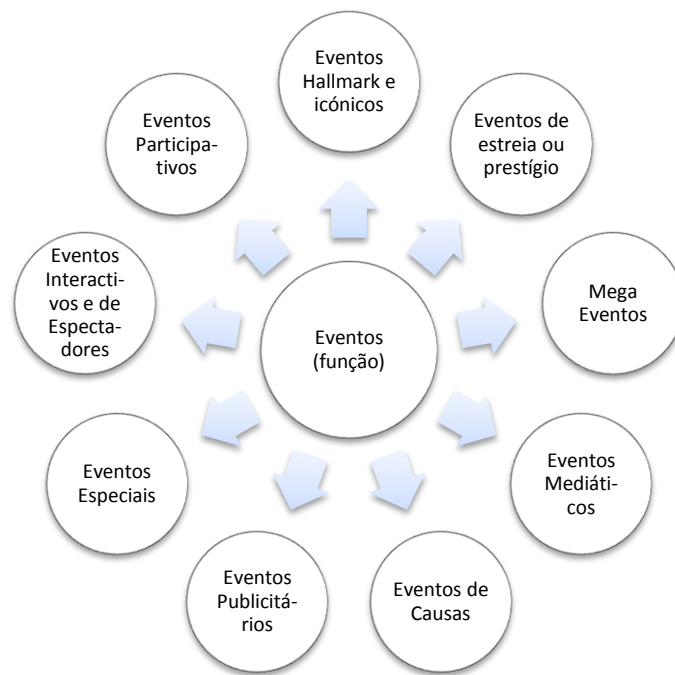 Eventos
Hallmark e
icónicos
Eventos de
estreia ou
prestígio
Mega
Eventos
Eventos
Mediáti-
cos
Eventos de
Causas
Eventos
Publicitá-
rios
Eventos
Especiais
Eventos
Interacti-
vos e de
Especta-
dores
Eventos
Participa-
tivos
Eventos
(função)